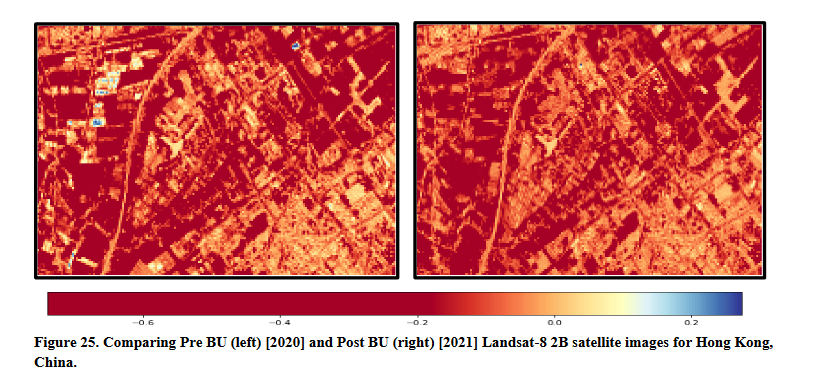 −0.6 −0.4 −0.2 0.0 0.2
Figure 25. Comparing Pre BU (left) [2020] and Post BU (right) [2021] Landsat-8 2B satellite images for Hong Kong,
China.